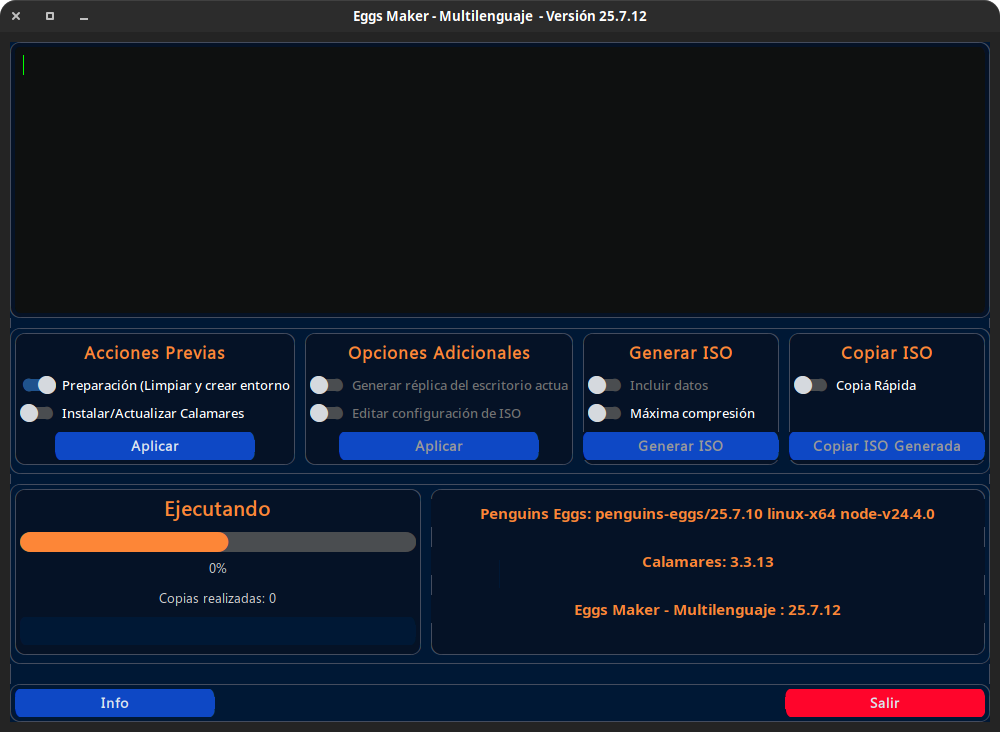 Eggs Maker - Multilenguaje - Versión 25.7.12
Acciones Previas
Preparación (Limpiar y crear entorno
Instalar/Actualizar Calamares
Aplicar
Opciones Adicionales
Generar réplica del escritorio actua
Editar configuración de ISO
Aplicar
Generar ISO
Incluir datos
Máxima compresión
Generar ISO
Copiar ISO
Copia Rápida
Copiar ISO Generada
Ejecutando
0%
Copias realizadas: 0
Penguins Eggs: penguins-eggs/25.7.10 linux-x64 node-v24.4.0
Calamares: 3.3.13
Eggs Maker - Multilenguaje : 25.7.12
Info
Salir